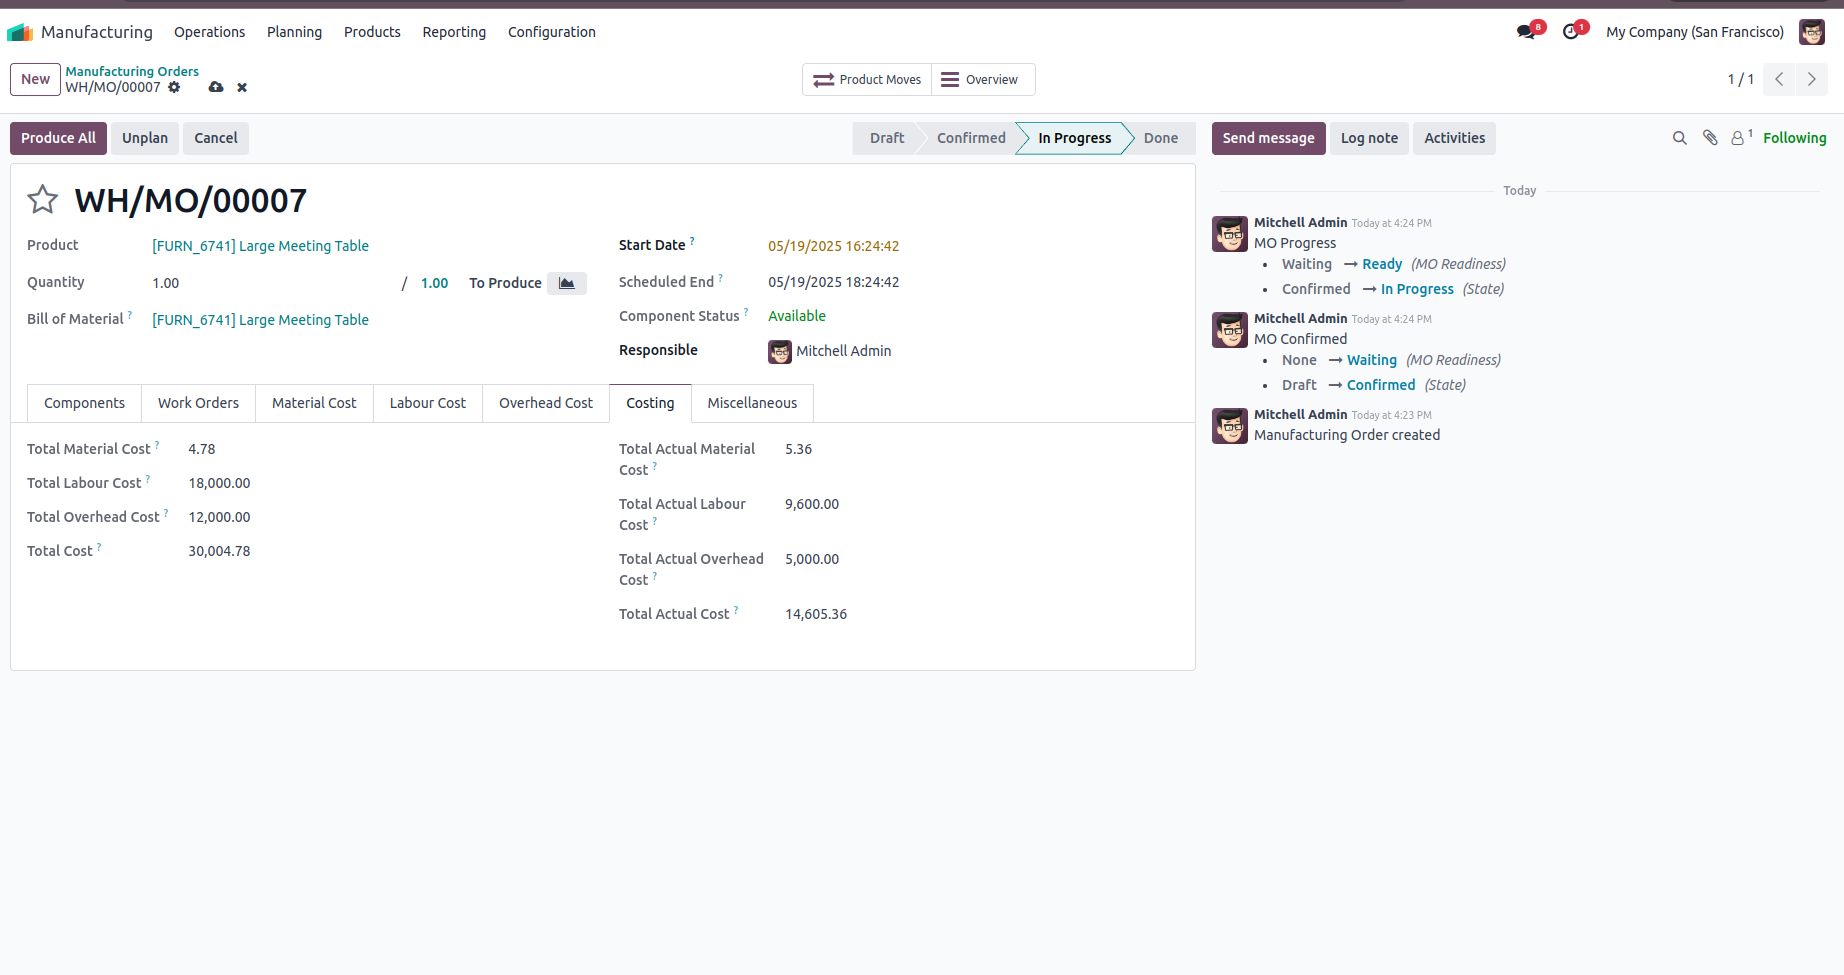 Manufacturing Operations Planning Products Reporting Configuration
8 1 My Company (San Francisco)
New Manufacturing Orders
WH/MO/00007
Product Moves Overview
1 / 1
Produce All Unplan Cancel
Draft Confirmed In Progress Done
Send message Log note Activities
1 Following
WH/MO/00007
Product [FURN_6741] Large Meeting Table
Quantity 1.00 / 1.00 To Produce
Bill of Material ? [FURN_6741] Large Meeting Table
Start Date ? 05/19/2025 16:24:42
Scheduled End ? 05/19/2025 18:24:42
Component Status ? Available
Responsible Mitchell Admin
Components Work Orders Material Cost Labour Cost Overhead Cost Costing Miscellaneous
Total Material Cost ? 4.78
Total Labour Cost ? 18,000.00
Total Overhead Cost ? 12,000.00
Total Cost ? 30,004.78
Total Actual Material 5.36
Cost ?
Total Actual Labour 9,600.00
Cost ?
Total Actual Overhead 5,000.00
Cost ?
Total Actual Cost ? 14,605.36
Today
Mitchell Admin Today at 4:24 PM
MO Progress
• Waiting → Ready (MO Readiness)
• Confirmed → In Progress (State)
Mitchell Admin Today at 4:24 PM
MO Confirmed
• None → Waiting (MO Readiness)
• Draft → Confirmed (State)
Mitchell Admin Today at 4:23 PM
Manufacturing Order created